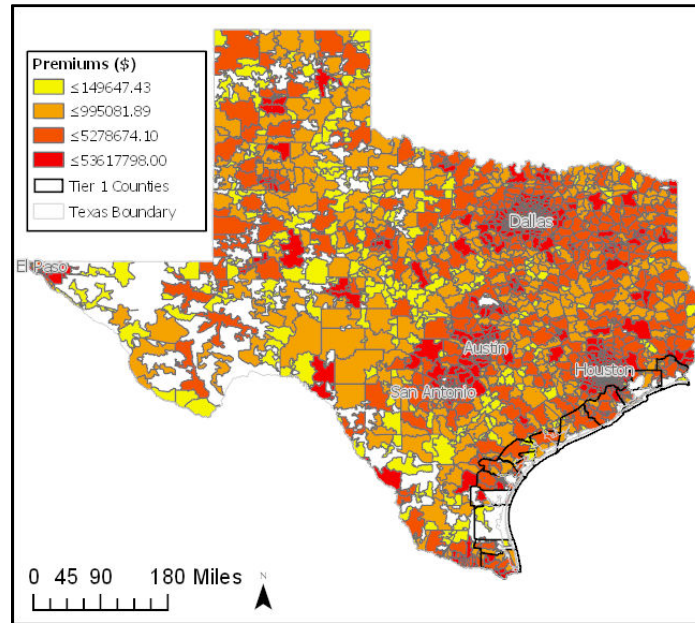 Premiums ($)
≤149647.43
≤995081.89
≤5278674.10
≤53617798.00
Tier 1 Counties
Texas Boundary
Dallas
El Paso
Austin
Houston
San Antonio
0 45 90 180 Miles
N